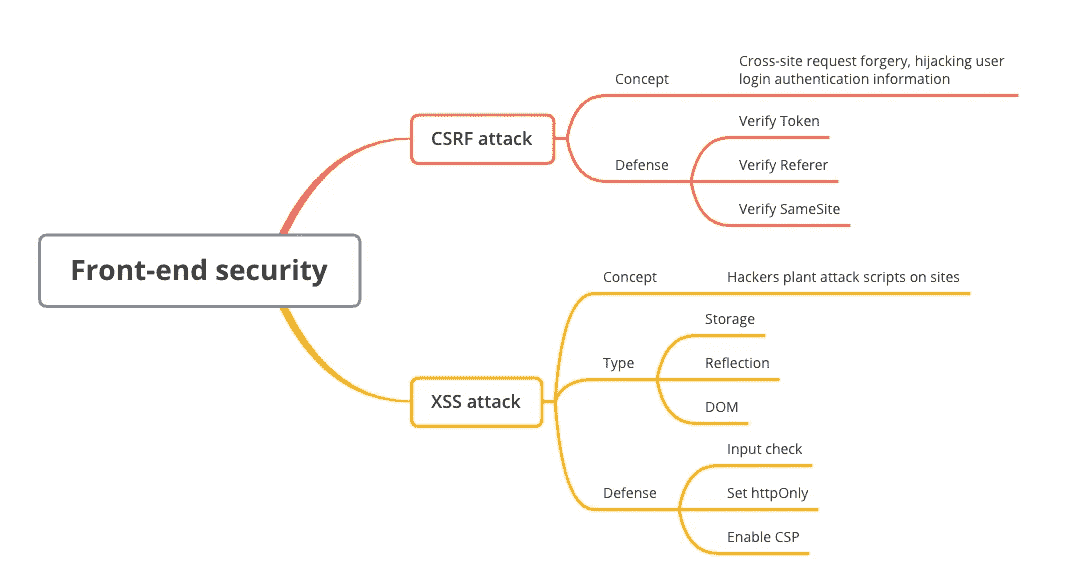 Front-end security
CSRF attack
Concept
Cross-site request forgery, hijacking user
login authentication information
Defense
Verify Token
Verify Referer
Verify SameSite
XSS attack
Concept
Hackers plant attack scripts on sites
Type
Storage
Reflection
DOM
Defense
Input check
Set httpOnly
Enable CSP